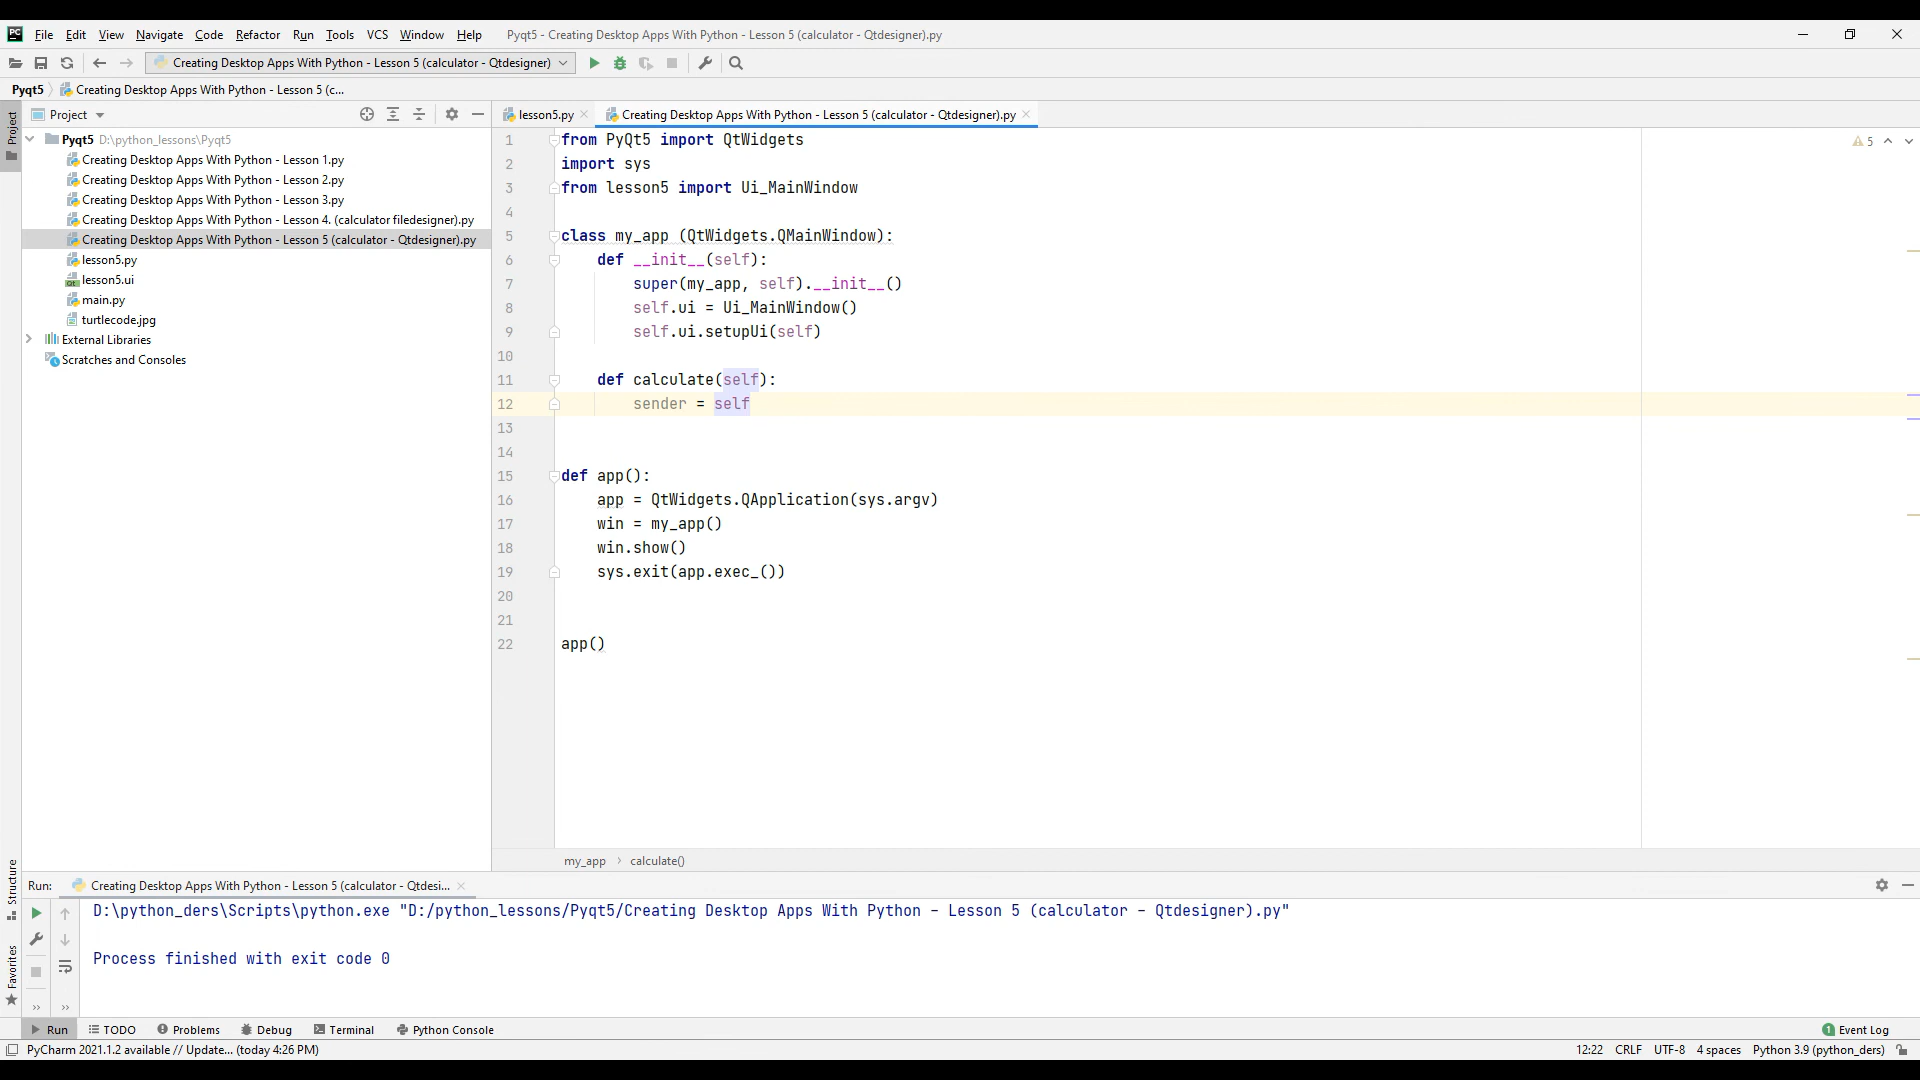 PC File Edit View Navigate Code Refactor Run Tools VCS Window Help Pyqt5 - Creating Desktop Apps With Python - Lesson 5 (calculator - Qtdesigner).py
Creating Desktop Apps With Python - Lesson 5 (calculator - Qtdesigner)
Pyqt5 Creating Desktop Apps With Python - Lesson 5 (c...
Project
Project
lesson5.py
Creating Desktop Apps With Python - Lesson 5 (calculator - Qtdesigner).py
Pyqt5 D:\python_lessons\Pyqt5
Creating Desktop Apps With Python - Lesson 1.py
Creating Desktop Apps With Python - Lesson 2.py
Creating Desktop Apps With Python - Lesson 3.py
Creating Desktop Apps With Python - Lesson 4. (calculator filedesigner).py
Creating Desktop Apps With Python - Lesson 5 (calculator - Qtdesigner).py
lesson5.py
lesson5.ui
main.py
turtlecode.jpg
External Libraries
Scratches and Consoles
1 from PyQt5 import QtWidgets
2 import sys
3 from lesson5 import Ui_MainWindow
4
5 class my_app (QtWidgets.QMainWindow):
6     def __init__(self):
7         super(my_app, self).__init__()
8         self.ui = Ui_MainWindow()
9         self.ui.setupUi(self)
10
11     def calculate(self):
12         sender = self
13
14
15 def app():
16     app = QtWidgets.QApplication(sys.argv)
17     win = my_app()
18     win.show()
19     sys.exit(app.exec_())
20
21
22 app()
5
my_app › calculate()
Structure
Favorites
Run: Creating Desktop Apps With Python - Lesson 5 (calculator - Qtdesi...
D:\python_ders\Scripts\python.exe "D:/python_lessons/Pyqt5/Creating Desktop Apps With Python - Lesson 5 (calculator - Qtdesigner).py"
Process finished with exit code 0
Run TODO Problems Debug Terminal Python Console 1 Event Log
PyCharm 2021.1.2 available // Update... (today 4:26 PM) 12:22 CRLF UTF-8 4 spaces Python 3.9 (python_ders)